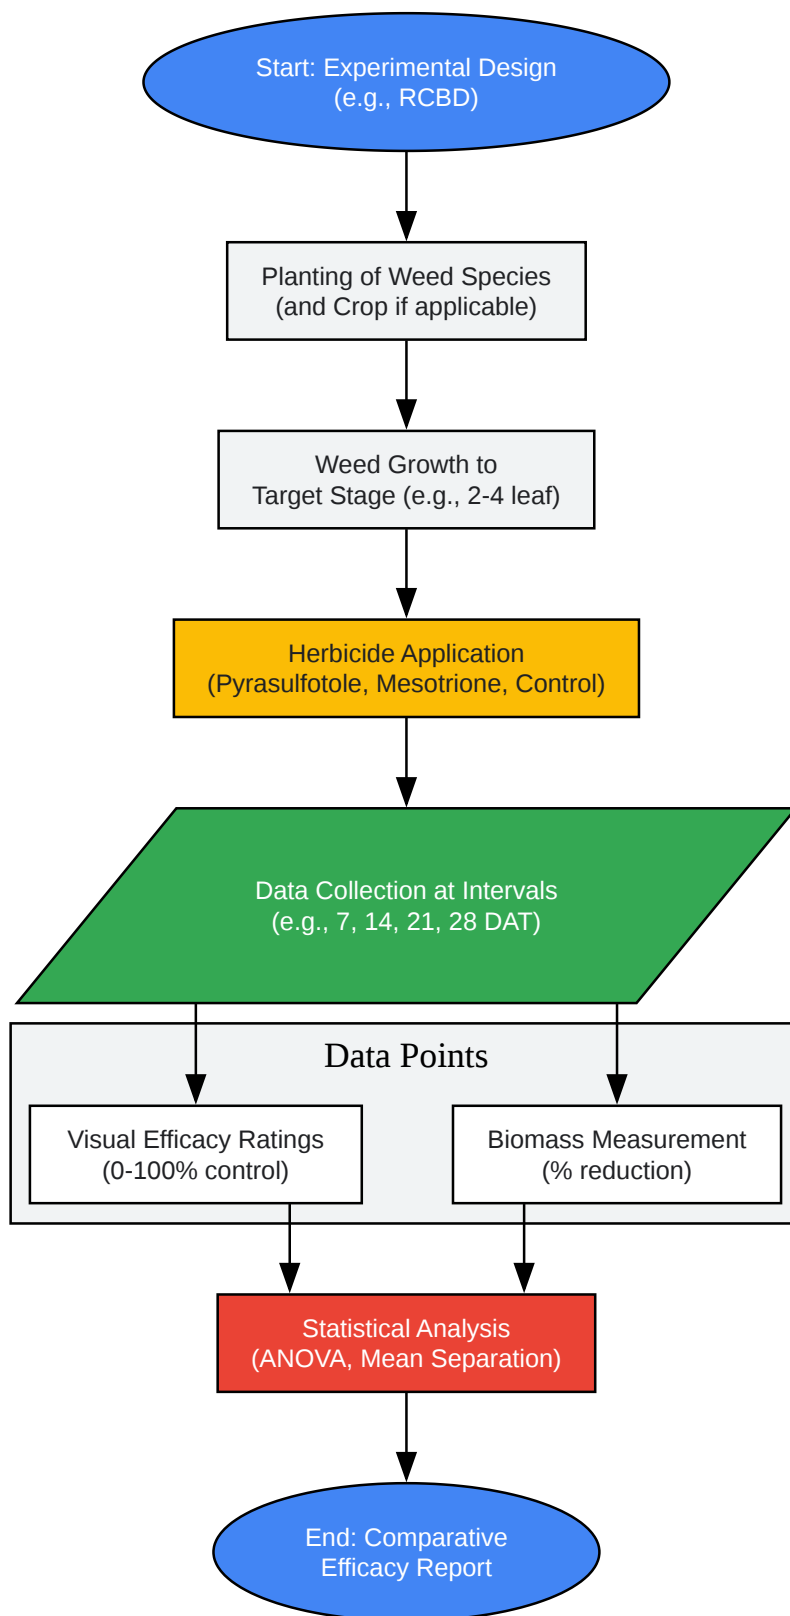 Start: Experimental Design
(e.g., RCBD)
Planting of Weed Species
(and Crop if applicable)
Weed Growth to
Target Stage (e.g., 2-4 leaf)
Herbicide Application
(Pyrasulfotole, Mesotrione, Control)
Data Collection at Intervals
(e.g., 7, 14, 21, 28 DAT)
Data Points
Visual Efficacy Ratings
(0-100% control)
Biomass Measurement
(% reduction)
Statistical Analysis
(ANOVA, Mean Separation)
End: Comparative
Efficacy Report